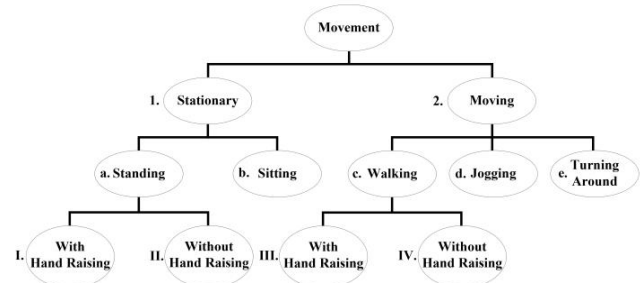 Movement
1. Stationary
2. Moving
a. Standing
b. Sitting
c. Walking
d. Jogging
e. Turning
Around
I. With
Hand Raising
II. Without
Hand Raising
III. With
Hand Raising
IV. Without
Hand Raising